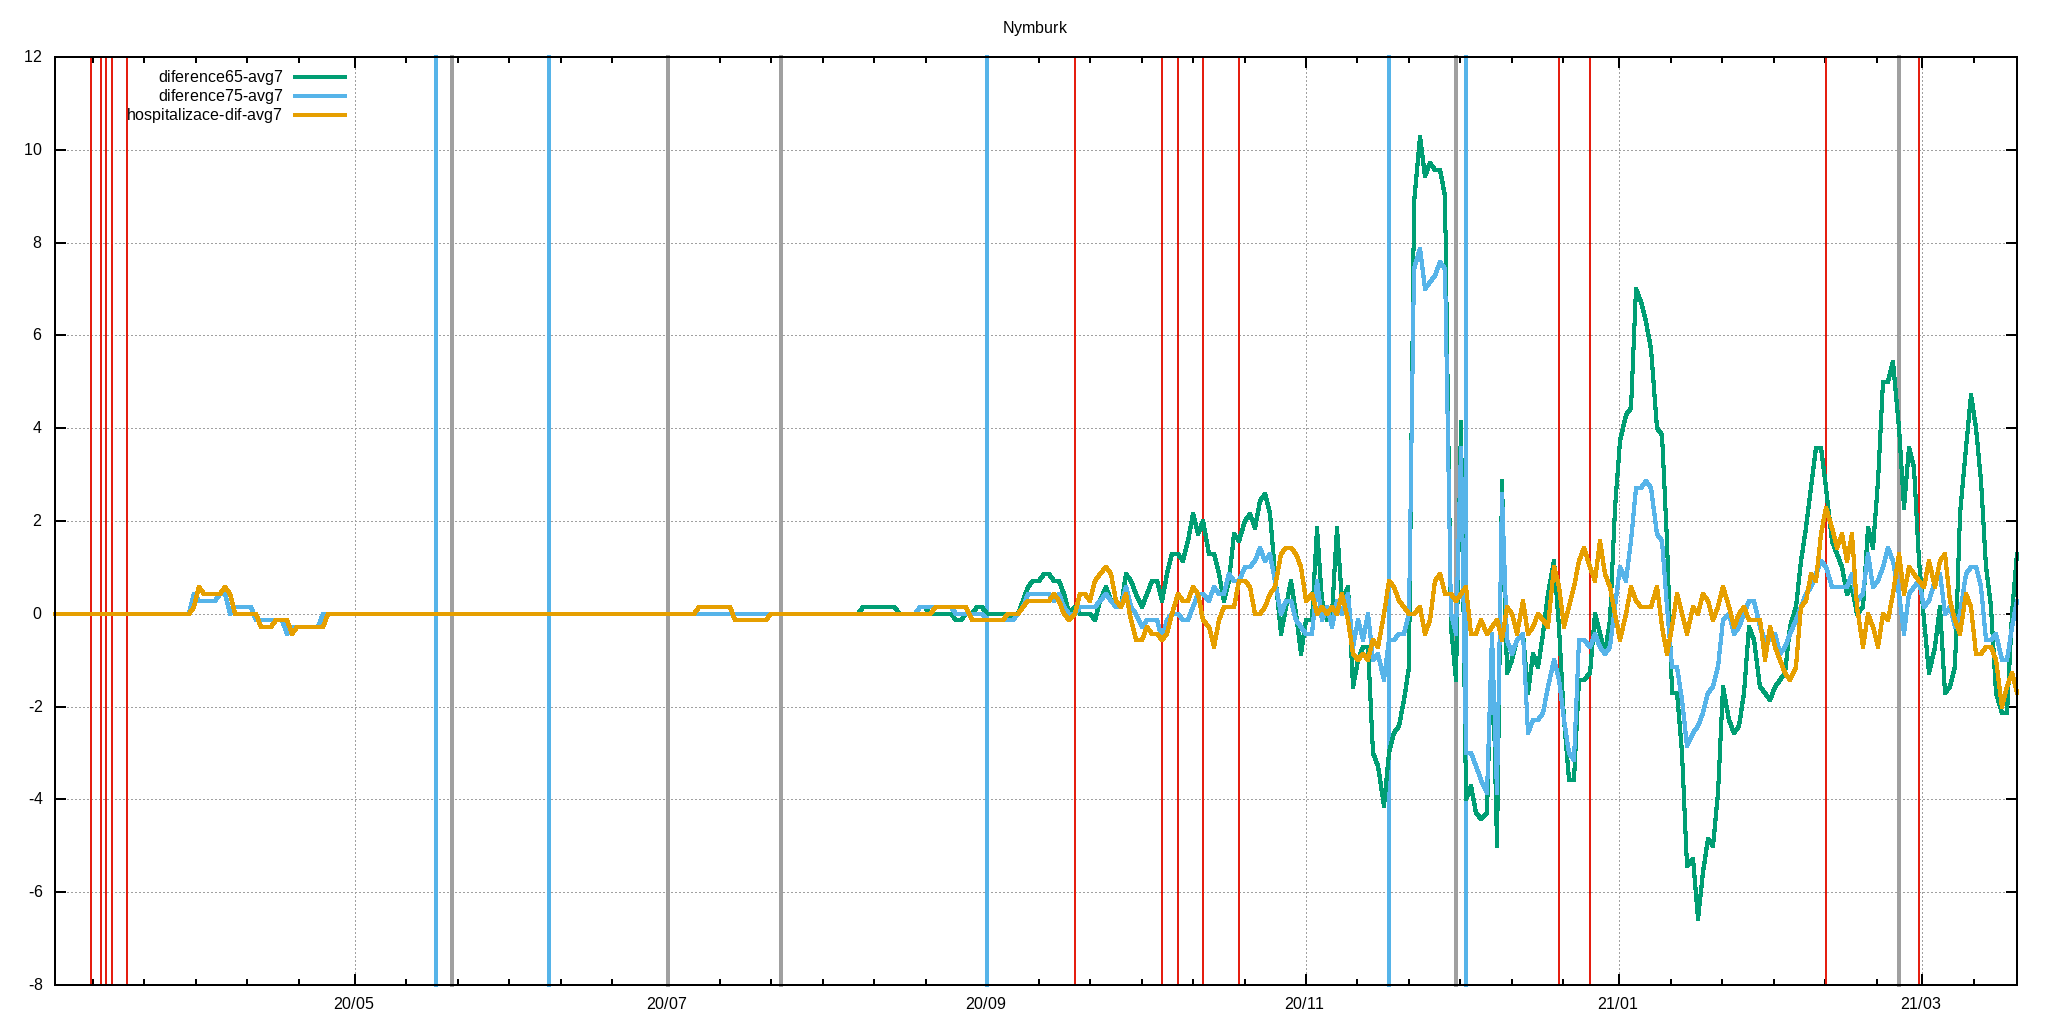 Nymburk
12
diference65-avg7
diference75-avg7
hospitalizace-dif-avg7
10
8
6
4
2
0
-2
-4
-6
-8
20/05 20/07 20/09 20/11 21/01 21/03